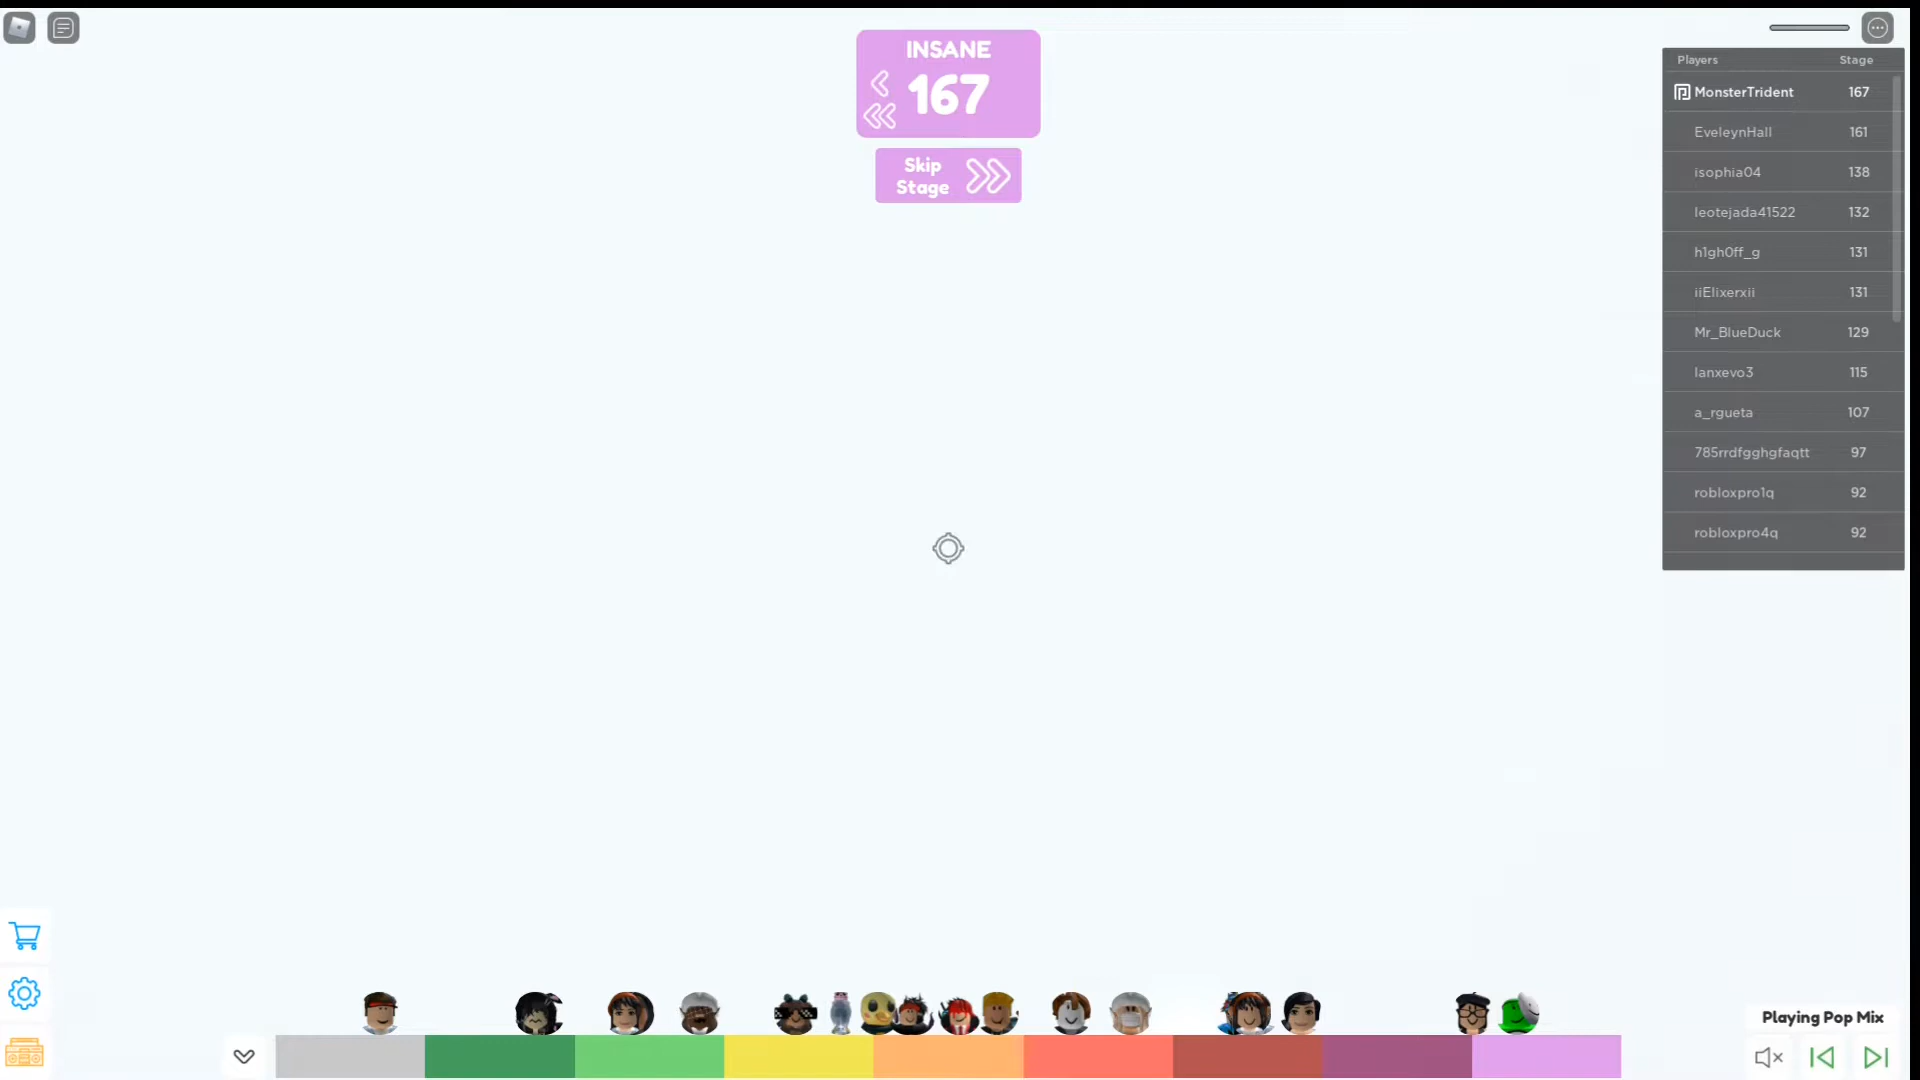 INSANE
167
Skip
Stage
Players Stage
MonsterTrident 167
EveleynHall 161
isophia04 138
leotejada41522 132
h1gh0ff_g 131
iiElixerxii 131
Mr_BlueDuck 129
lanxevo3 115
a_rgueta 107
785rrdfgghgfaqtt 97
robloxpro1q 92
robloxpro4q 92
Playing Pop Mix